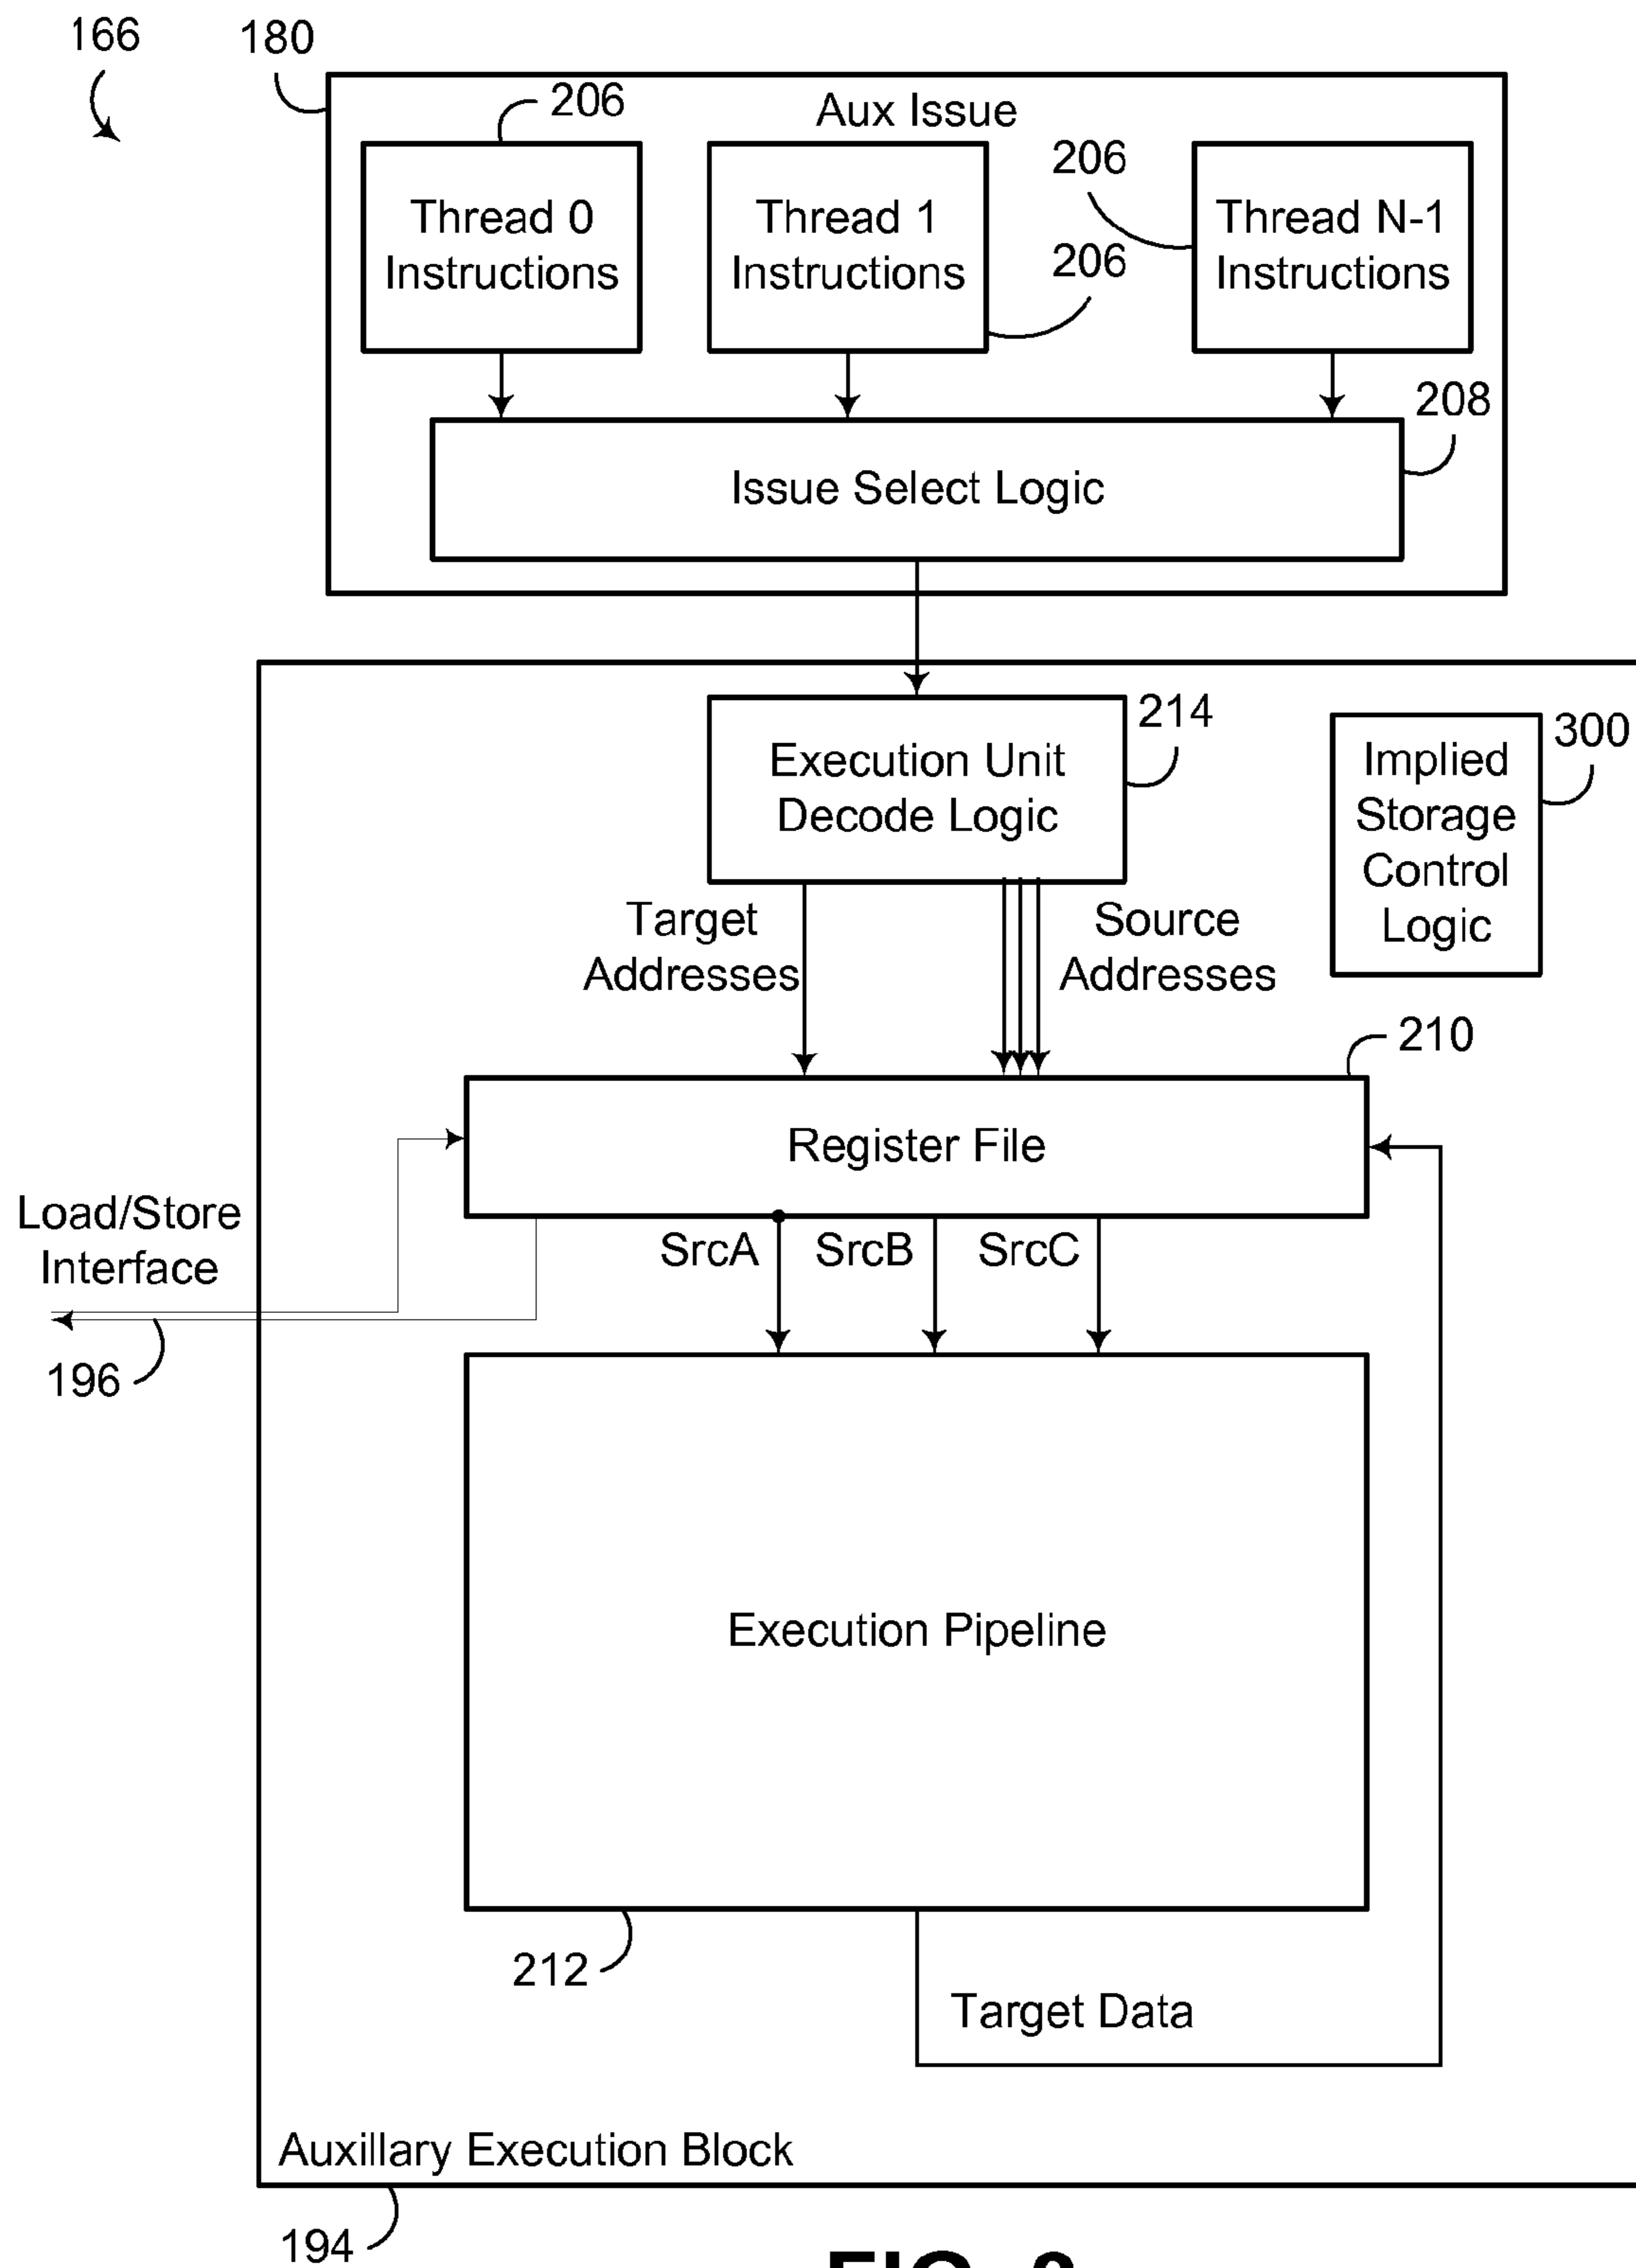 166
180
206
Aux Issue
Thread 0
Instructions
Thread 1
Instructions
206
206
Thread N-1
Instructions
208
Issue Select Logic
214
Execution Unit
Decode Logic
300
Implied
Storage
Control
Logic
Target
Addresses
Source
Addresses
210
Register File
Load/Store
Interface
SrcA
SrcB
SrcC
196
Execution Pipeline
212
Target Data
Auxillary Execution Block
194
FIG.